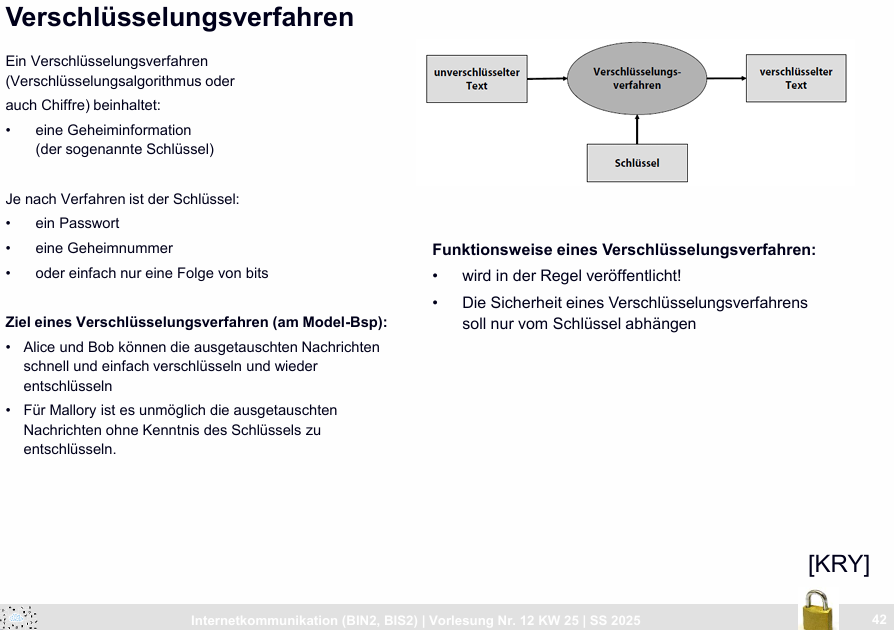 Verschlüsselungsverfahren
Ein Verschlüsselungsverfahren
(Verschlüsselungsalgorithmus oder
auch Chiffre) beinhaltet:
• eine Geheiminformation
(der sogenannte Schlüssel)
Je nach Verfahren ist der Schlüssel:
• ein Passwort
• eine Geheimnummer
• oder einfach nur eine Folge von bits
Ziel eines Verschlüsselungsverfahren (am Model-Bsp):
• Alice und Bob können die ausgetauschten Nachrichten
schnell und einfach verschlüsseln und wieder
entschlüsseln
• Für Mallory ist es unmöglich die ausgetauschten
Nachrichten ohne Kenntnis des Schlüssels zu
entschlüsseln.
unverschlüsselter
Text
Verschlüsselungs-
verfahren
verschlüsselter
Text
Schlüssel
Funktionsweise eines Verschlüsselungsverfahren:
• wird in der Regel veröffentlicht!
• Die Sicherheit eines Verschlüsselungsverfahrens
soll nur vom Schlüssel abhängen
[KRY]
Internetkommunikation (BIN2, BIS2) | Vorlesung Nr. 12 KW 25 | SS 2025
42